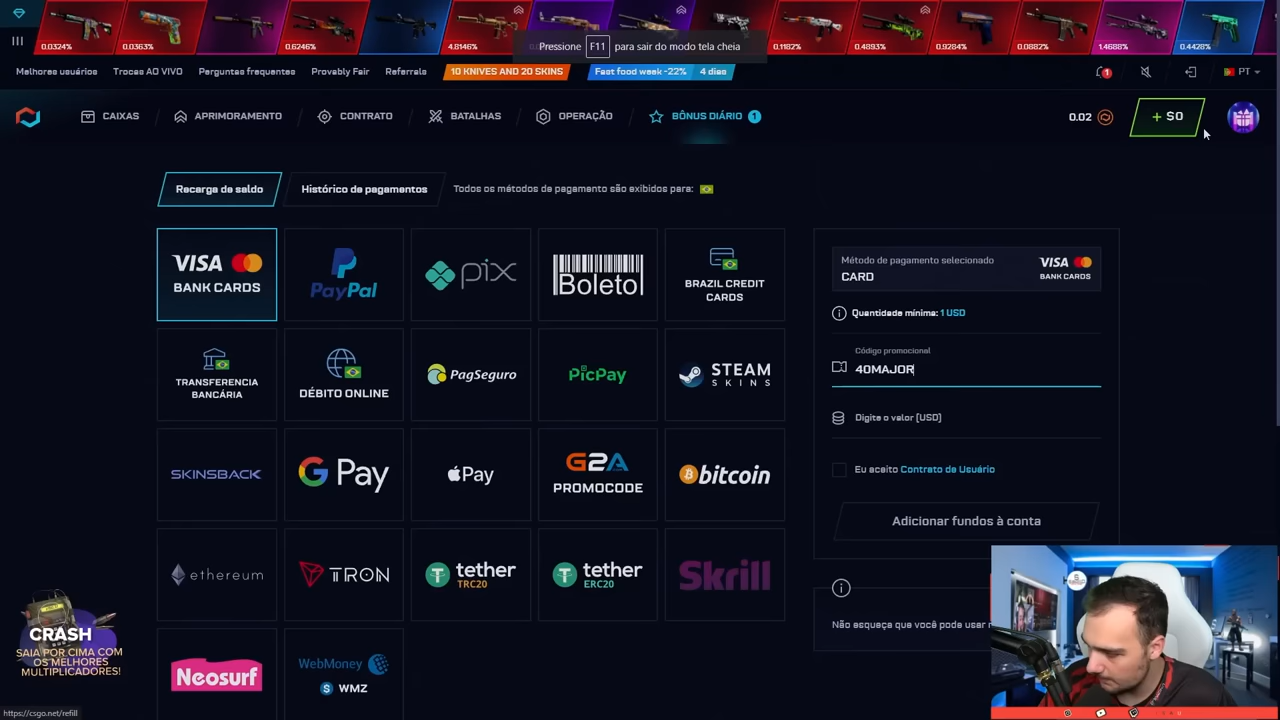 0.0324%
0.0363%
0.6246%
4.8146%
0.1182%
0.4893%
0.9284%
0.0882%
1.4688%
0.4428%
Pressione F11 para sair do modo tela cheia
Melhores usuários
Trocas AO VIVO
Perguntas frequentes
Provably Fair
Referrals
10 KNIVES AND 20 SKINS
Fast food week -22%
4 dias
1
PT
CAIXAS
APRIMORAMENTO
CONTRATO
BATALHAS
OPERAÇÃO
BÔNUS DIÁRIO 1
0.02
+ $0
Recarga de saldo
Histórico de pagamentos
Todos os métodos de pagamento são exibidos para:
VISA
BANK CARDS
PayPal
pix
Boleto
BRAZIL CREDIT
CARDS
TRANSFERENCIA
BANCÁRIA
DÉBITO ONLINE
PagSeguro
PicPay
STEAM
SKINS
SKINSBACK
G Pay
Pay
G2A
PROMOCODE
bitcoin
ethereum
TRON
tether
TRC20
tether
ERC20
Skrill
Neosurf
WebMoney
WMZ
Método de pagamento selecionado
CARD
VISA
BANK CARDS
Quantidade mínima: 1 USD
Código promocional
40MAJOR
Digite o valor (USD)
Eu aceito Contrato de Usuário
Adicionar fundos à conta
Não esqueça que você pode usar
CRASH
SAIA POR CIMA COM
OS MELHORES
MULTIPLICADORES!
https://csgo.net/refill